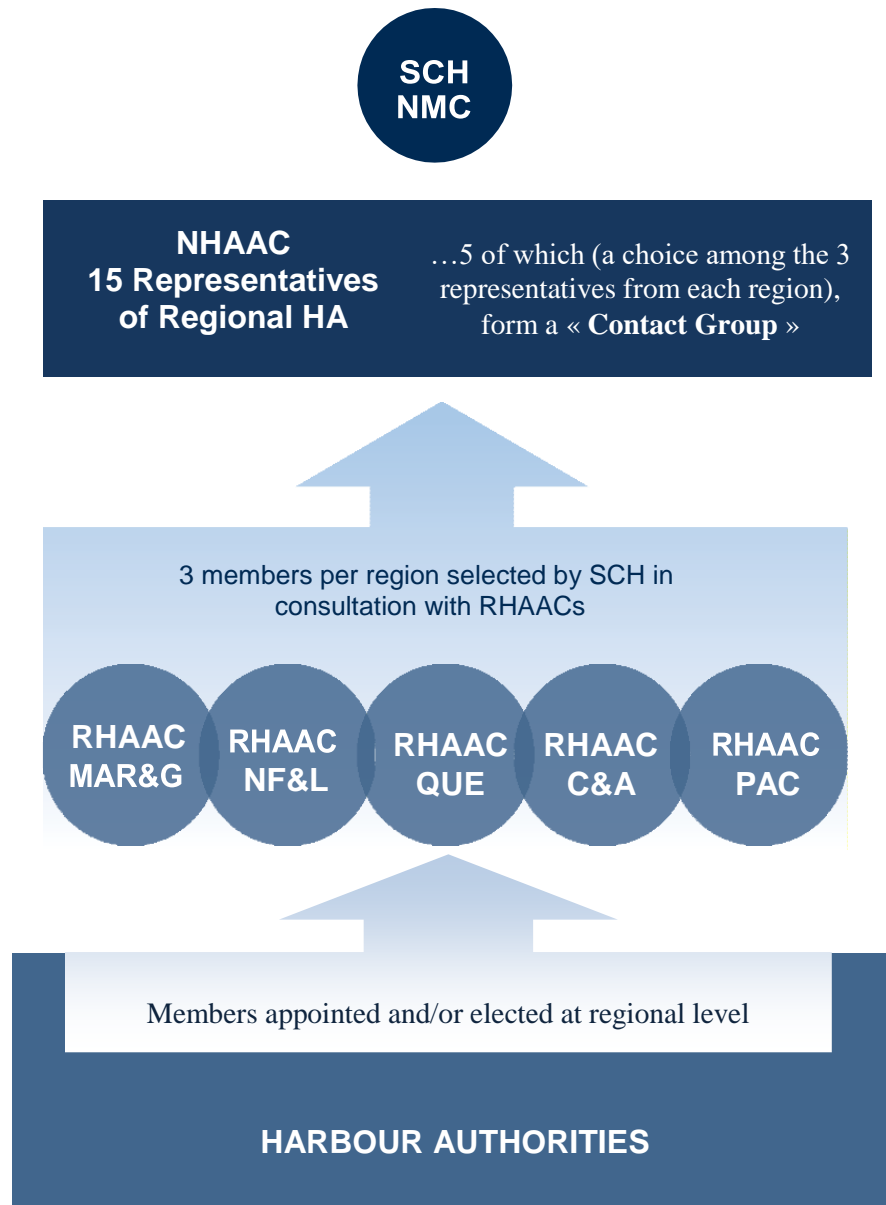 SCH
NMC
NHAAC
15 Representatives
of Regional HA
…5 of which (a choice among the 3
representatives from each region),
form a « Contact Group »
3 members per region selected by SCH in
consultation with RHAACs
RHAAC
MAR&G
RHAAC
NF&L
RHAAC
QUE
RHAAC
C&A
RHAAC
PAC
Members appointed and/or elected at regional level
HARBOUR AUTHORITIES